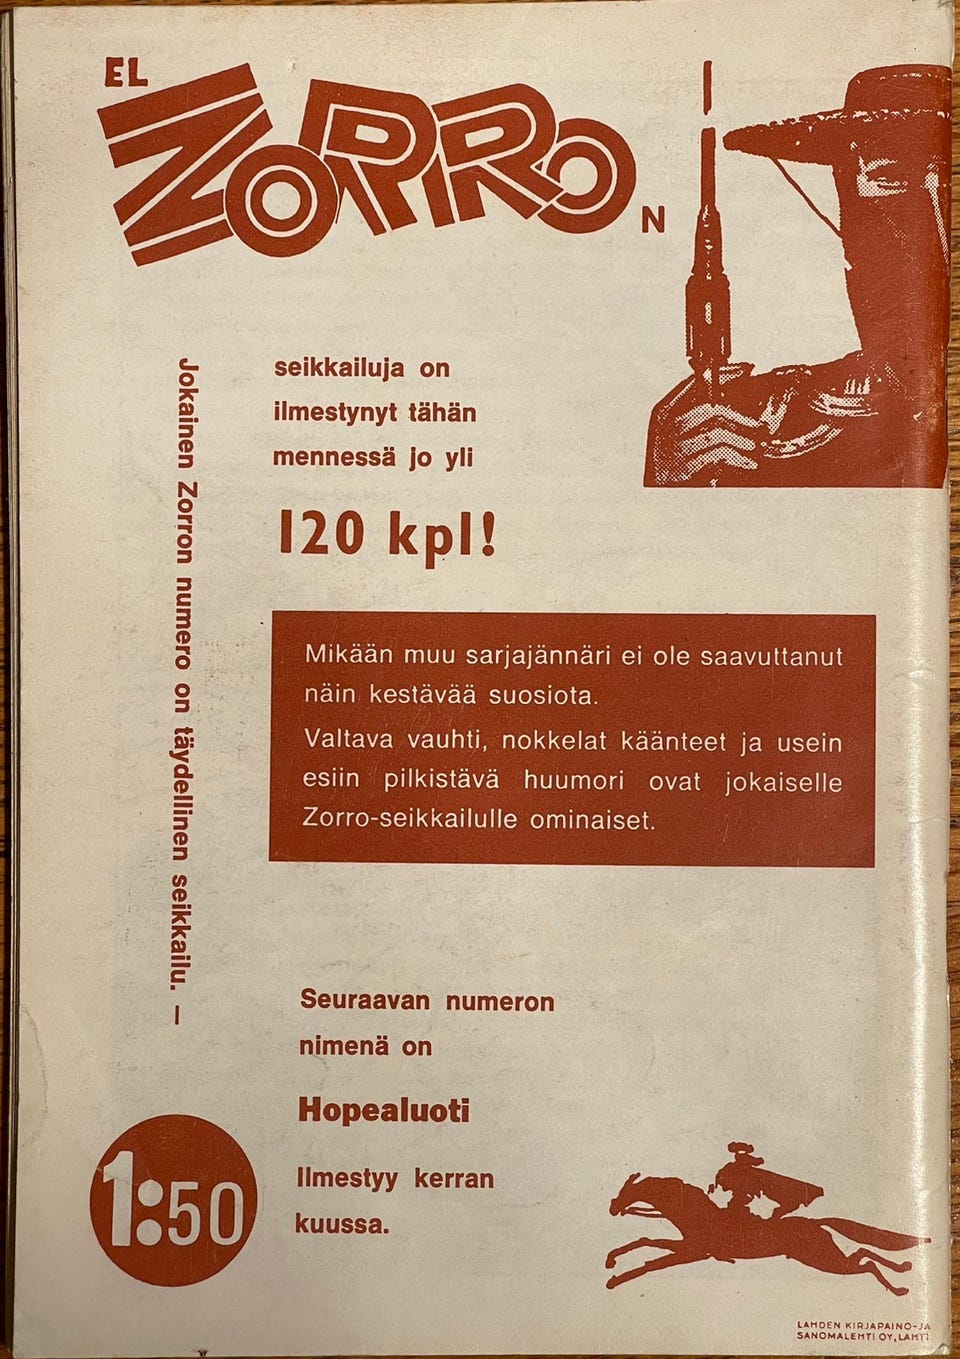 EL
ZORRO
N
seikkailuja on
ilmestynyt tähän
mennessä jo yli
120 kpl!
Jokainen Zorron numero on täydellinen seikkailu. —
Mikään muu sarjajännäri ei ole saavuttanut
näin kestävää suosiota.
Valtava vauhti, nokkelat käänteet ja usein
esiin pilkistävä huumori ovat jokaiselle
Zorro-seikkailulle ominaiset.
Seuraavan numeron
nimenä on
Hopealuoti
Ilmestyy kerran
kuussa.
1:50
LAHDEN KIRJAPAINO- JA
SANOMALEHTI OY, LAHTI